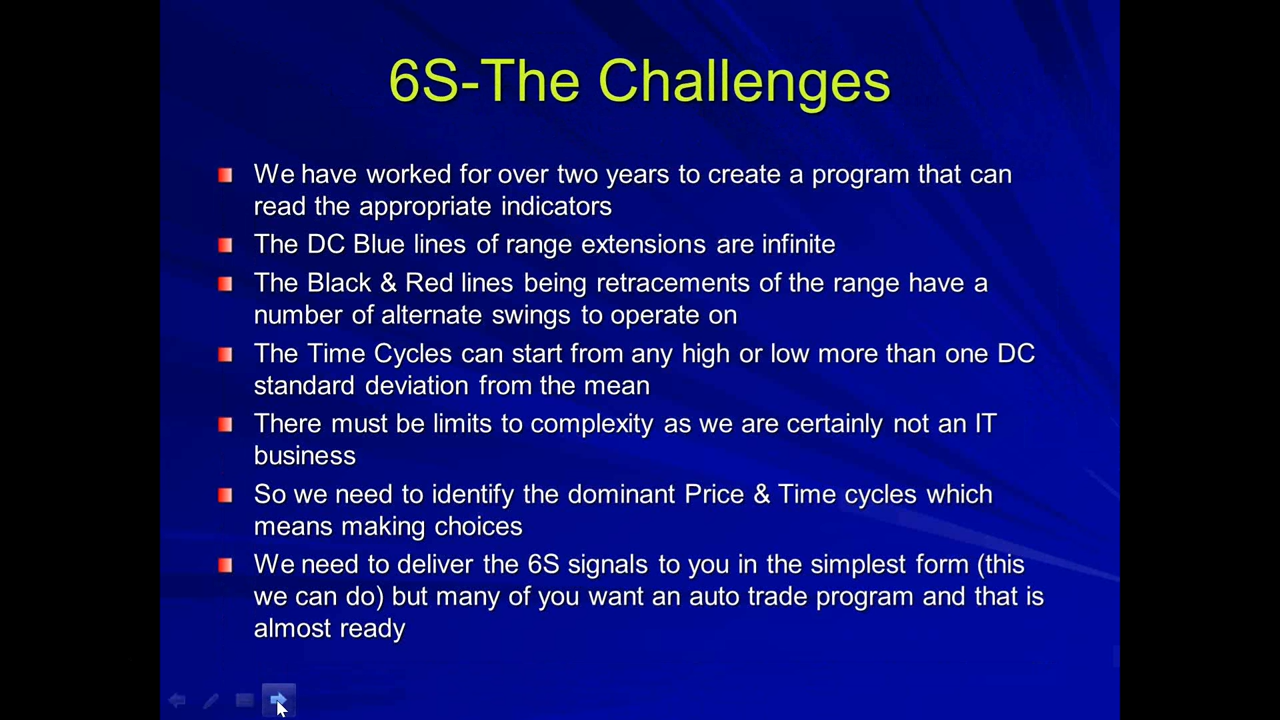 6S-The Challenges
We have worked for over two years to create a program that can
read the appropriate indicators
The DC Blue lines of range extensions are infinite
The Black & Red lines being retracements of the range have a
number of alternate swings to operate on
The Time Cycles can start from any high or low more than one DC
standard deviation from the mean
There must be limits to complexity as we are certainly not an IT
business
So we need to identify the dominant Price & Time cycles which
means making choices
We need to deliver the 6S signals to you in the simplest form (this
we can do) but many of you want an auto trade program and that is
almost ready